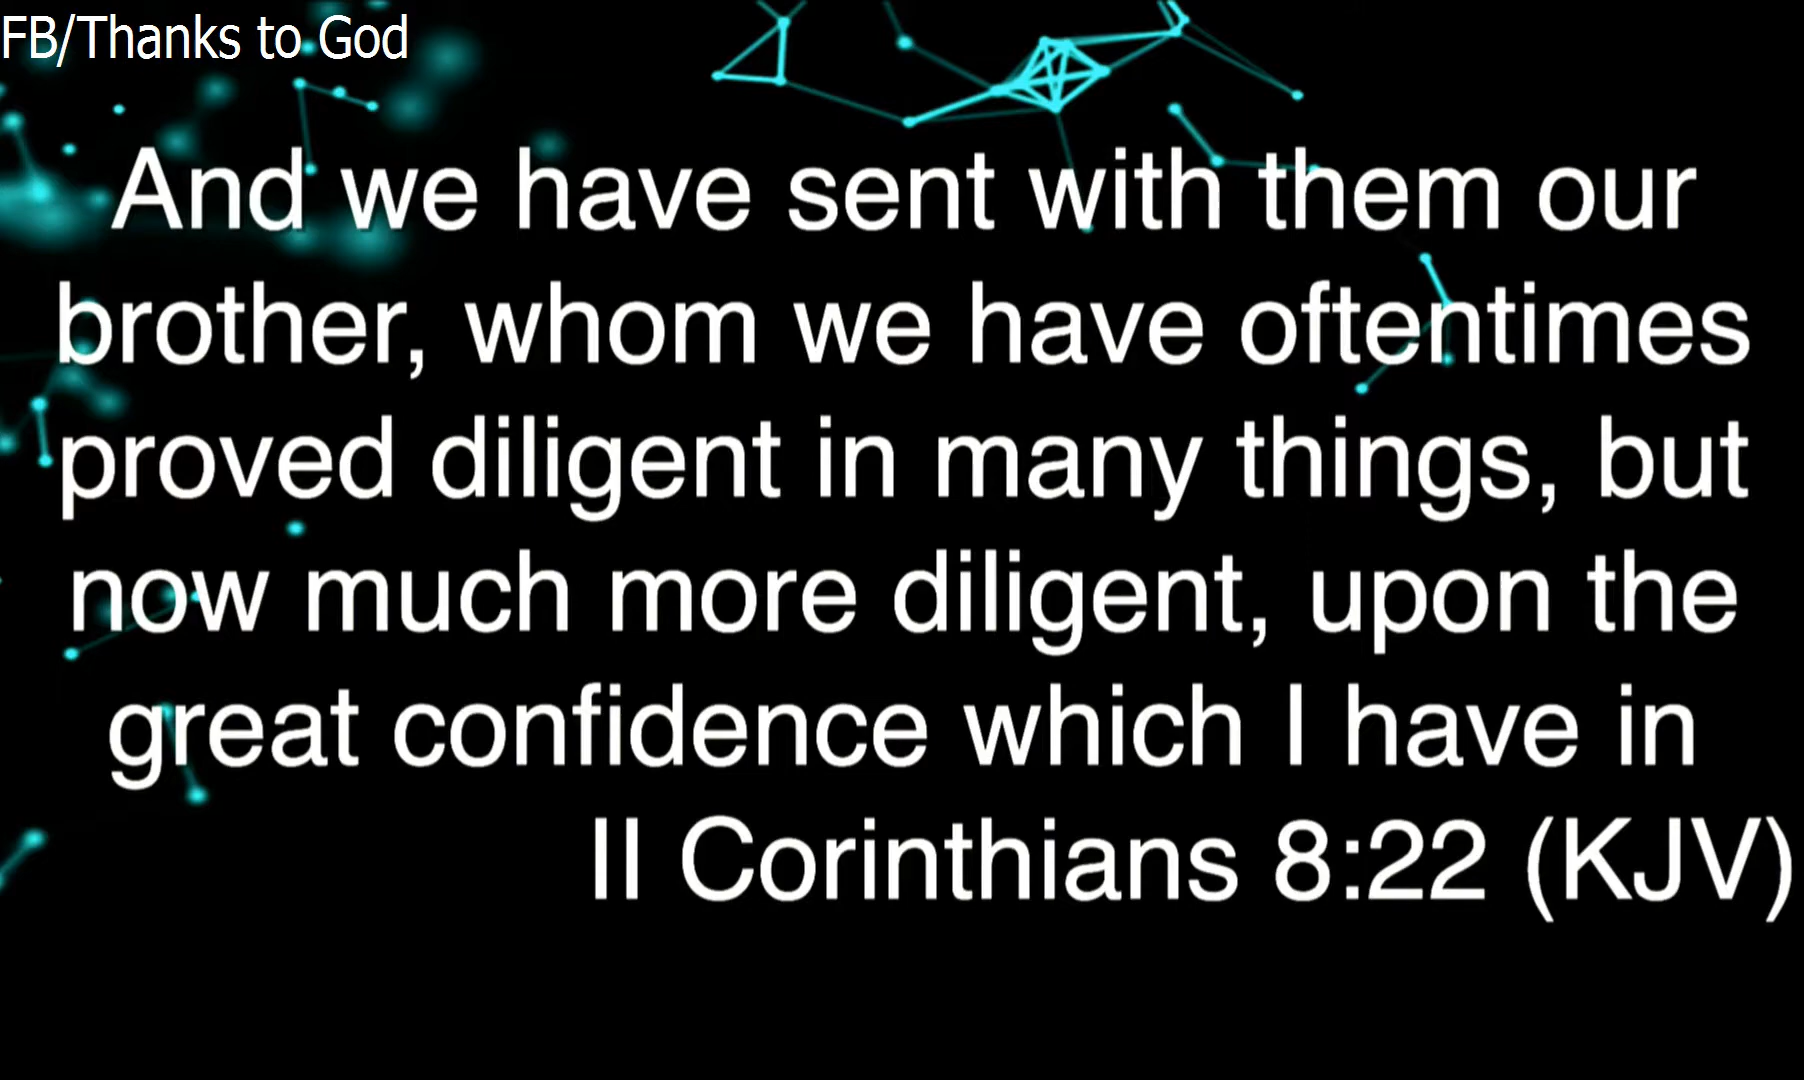 FB/Thanks to God
And we have sent with them our
brother, whom we have oftentimes
proved diligent in many things, but
now much more diligent, upon the
great confidence which I have in
II Corinthians 8:22 (KJV)